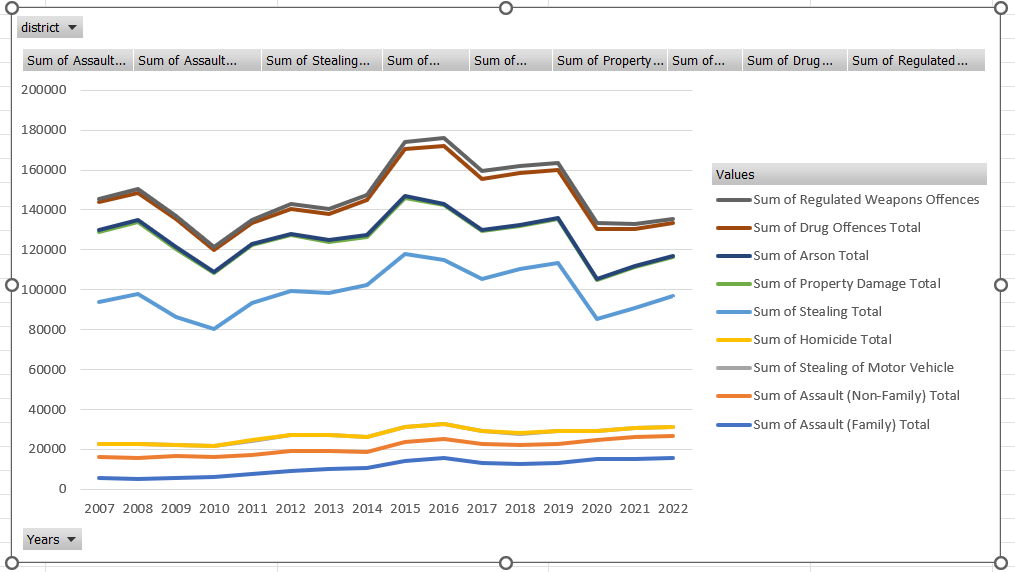 district
Sum of Assault... Sum of Assault... Sum of Stealing... Sum of... Sum of... Sum of Property... Sum of... Sum of Drug... Sum of Regulated...
200000
180000
160000
140000
120000
100000
80000
60000
40000
20000
0
2007 2008 2009 2010 2011 2012 2013 2014 2015 2016 2017 2018 2019 2020 2021 2022
Values
Sum of Regulated Weapons Offences
Sum of Drug Offences Total
Sum of Arson Total
Sum of Property Damage Total
Sum of Stealing Total
Sum of Homicide Total
Sum of Stealing of Motor Vehicle
Sum of Assault (Non-Family) Total
Sum of Assault (Family) Total
Years